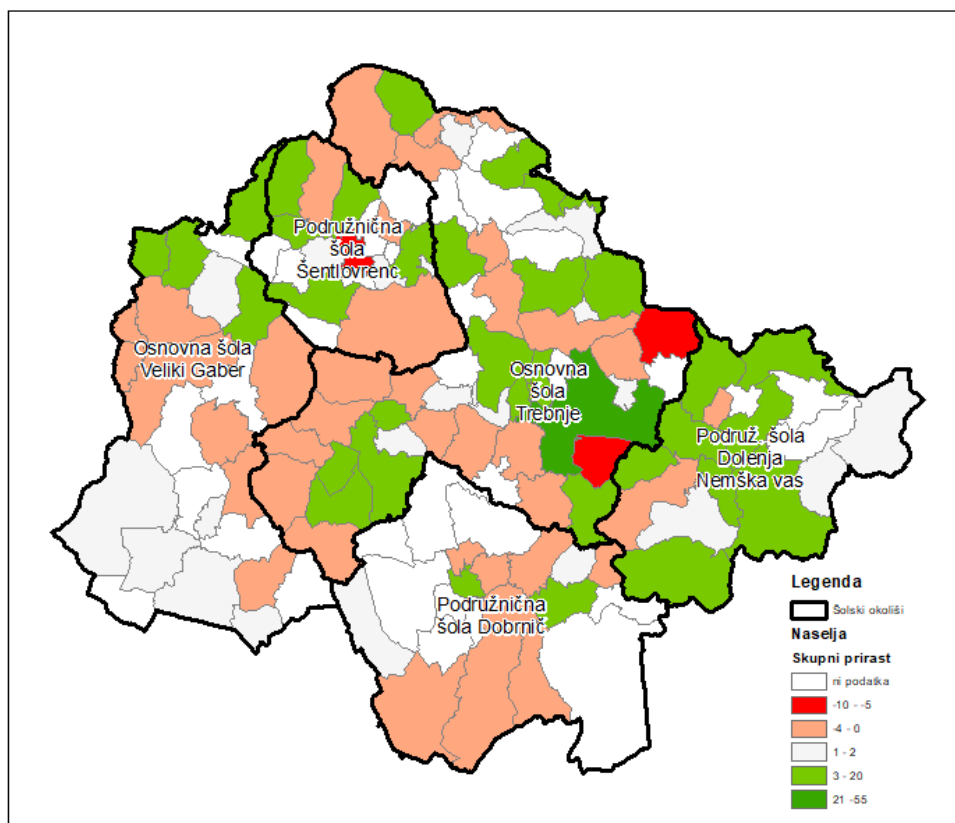 Podružnična
šola
Šentlovrenc
Osnovna šola
Veliki Gaber
Osnovna
šola
Trebnje
Podruž. šola
Dolenja
Nemška vas
Podružnična
šola Dobrnič
Legenda
Šolski okoliši
Naselja
Skupni prirast
ni podatka
-10 - -5
-4 - 0
1 - 2
3 - 20
21 -55